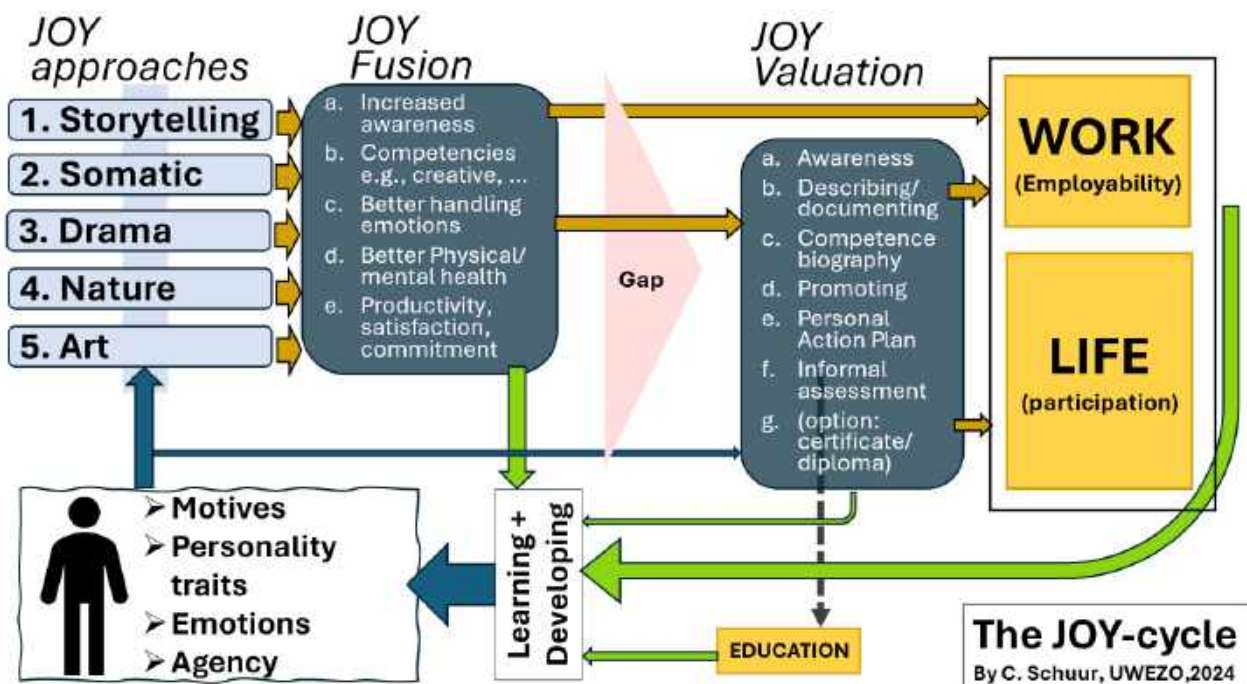 JOY
approaches
1. Storytelling
2. Somatic
3. Drama
4. Nature
5. Art
JOY
Fusion
a. Increased
awareness
b. Competencies
e.g., creative, ...
c. Better handling
emotions
d. Better Physical/
mental health
e. Productivity,
satisfaction,
commitment
Gap
JOY
Valuation
a. Awareness
b. Describing/
documenting
c. Competence
biography
d. Promoting
e. Personal
Action Plan
f. Informal
assessment
g. (option:
certificate/
diploma)
WORK
(Employability)
LIFE
(participation)
➢ Motives
➢ Personality
traits
➢ Emotions
➢ Agency
Learning +
Developing
EDUCATION
The JOY-cycle
By C. Schuur, UWEZO,2024